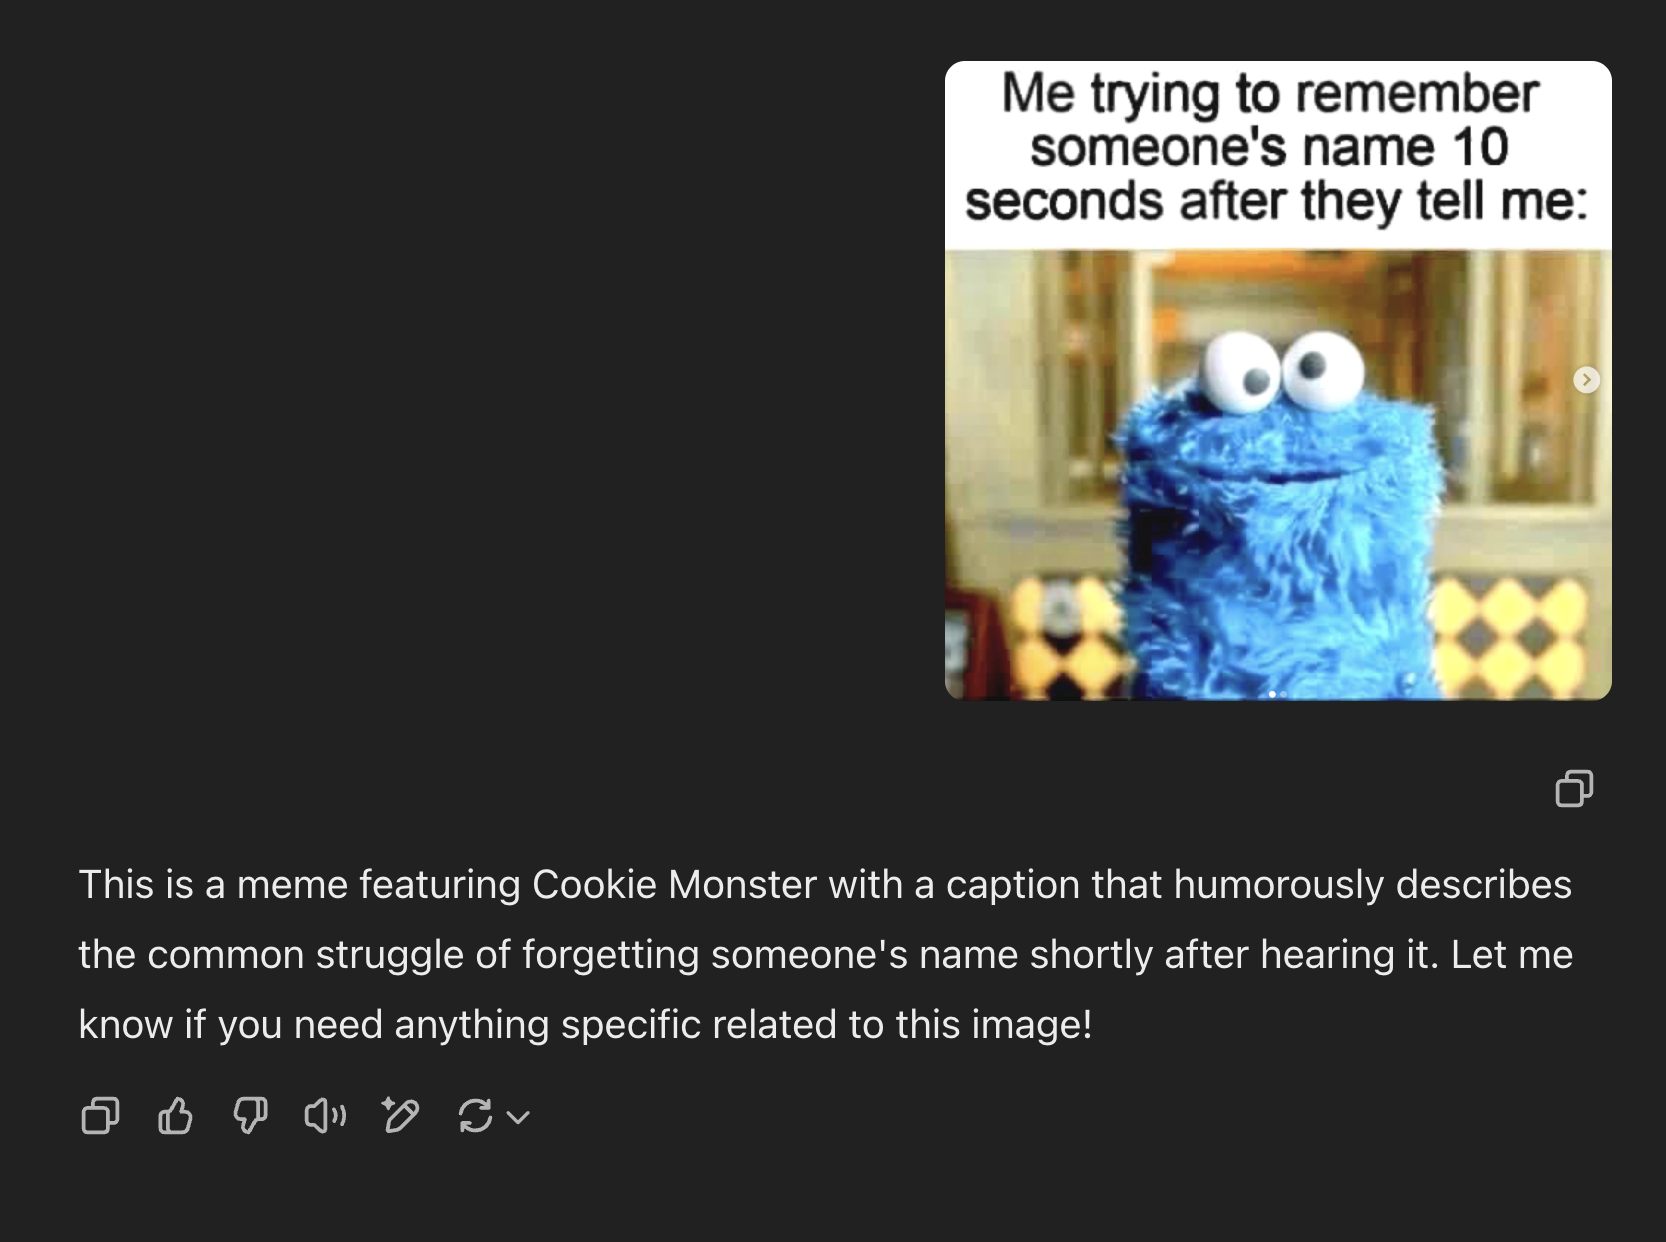 Me trying to remember
someone's name 10
seconds after they tell me:
This is a meme featuring Cookie Monster with a caption that humorously describes
the common struggle of forgetting someone's name shortly after hearing it. Let me
know if you need anything specific related to this image!